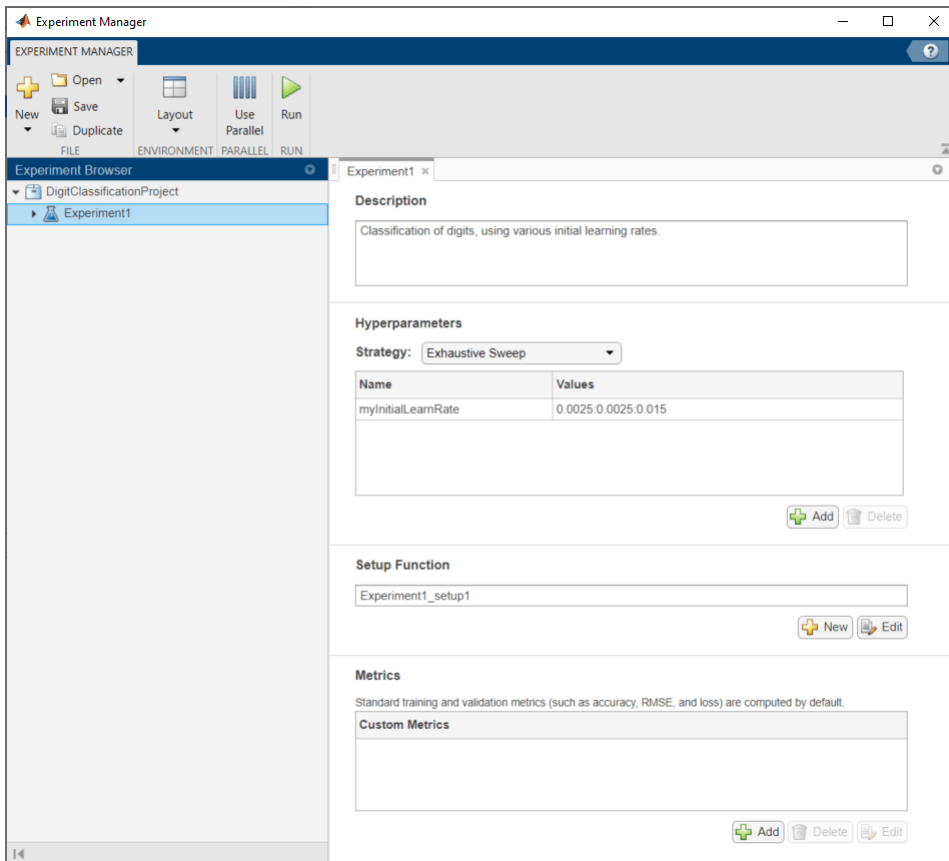 Experiment Manager
EXPERIMENT MANAGER
?
New
Open
Save
Duplicate
Layout
Use
Parallel
Run
FILE
ENVIRONMENT
PARALLEL
RUN
Experiment Browser
DigitClassificationProject
Experiment1
Experiment1
Description
Classification of digits, using various initial learning rates.
Hyperparameters
Strategy: Exhaustive Sweep
Name Values
myInitialLearnRate 0.0025:0.0025:0.015
Add Delete
Setup Function
Experiment1_setup1
New Edit
Metrics
Standard training and validation metrics (such as accuracy, RMSE, and loss) are computed by default.
Custom Metrics
Add Delete Edit